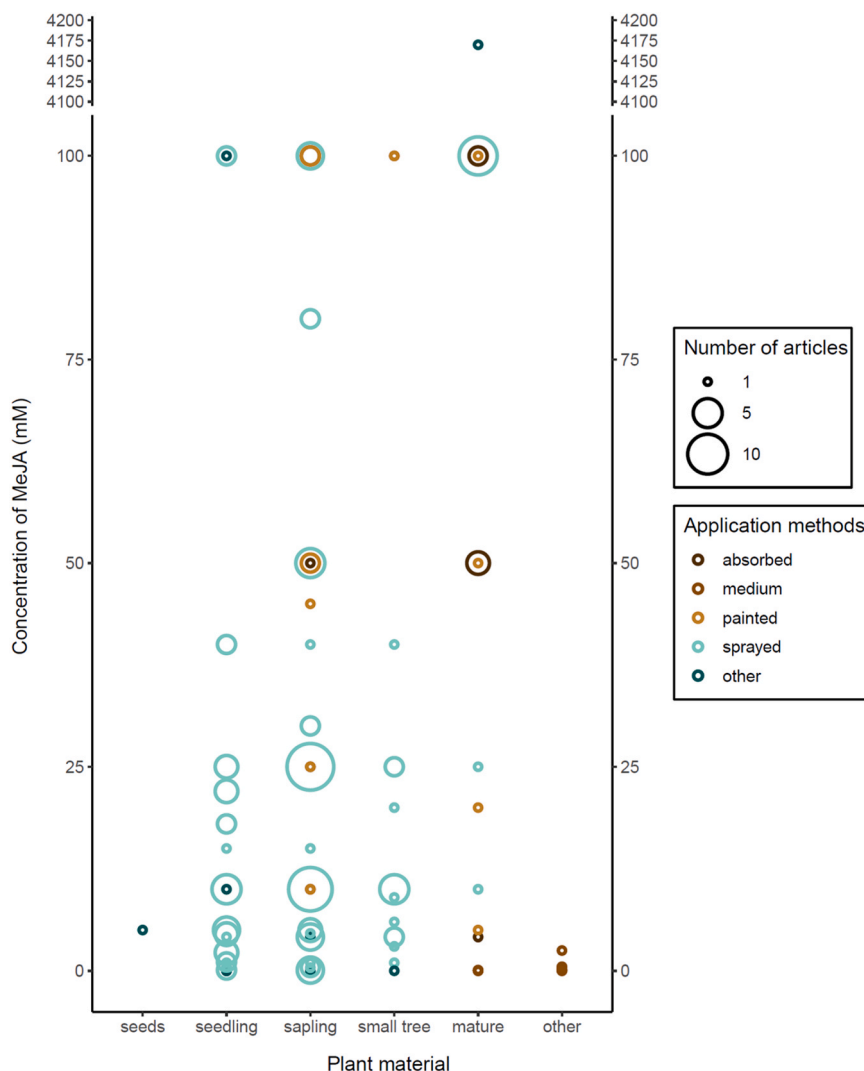 4200
4175
4150
4125
4100
4200
4175
4150
4125
4100
100
75
50
25
0
100
75
50
25
0
Concentration of MeJA (mM)
seeds
seedling
sapling
small tree
mature
other
Plant material
Number of articles
1
5
10
Application methods
absorbed
medium
painted
sprayed
other